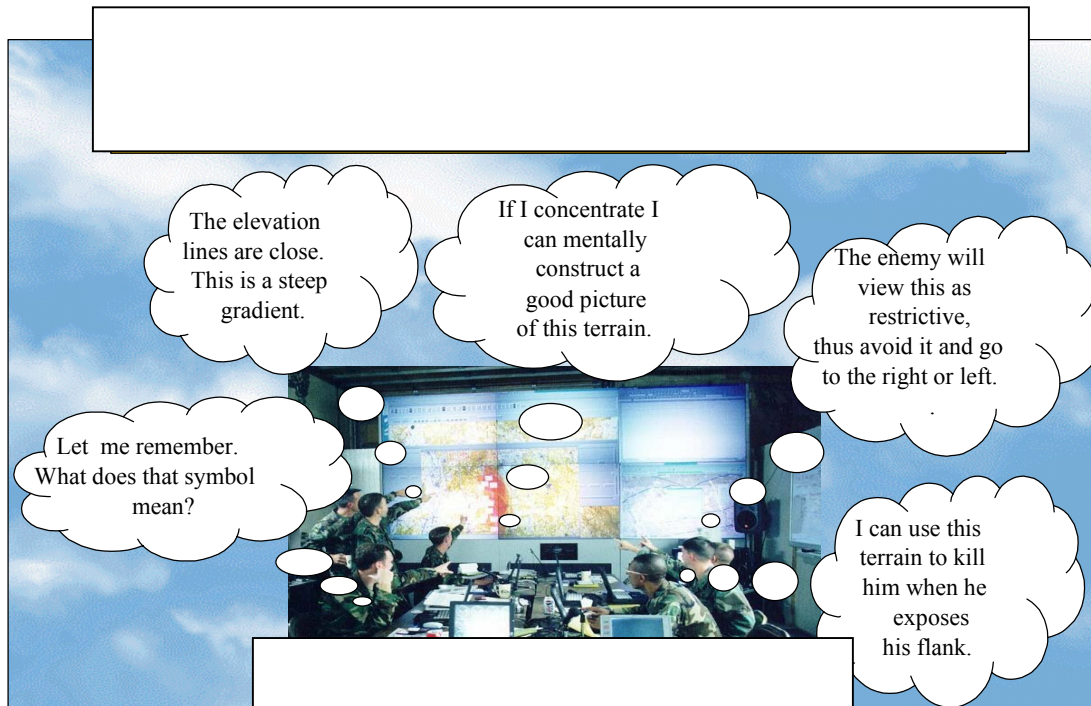 The elevation
lines are close.
This is a steep
gradient.
If I concentrate I
can mentally
construct a
good picture
of this terrain.
The enemy will
view this as
restrictive,
thus avoid it and go
to the right or left.
.
Let me remember.
What does that symbol
mean?
I can use this
terrain to kill
him when he
exposes
his flank.